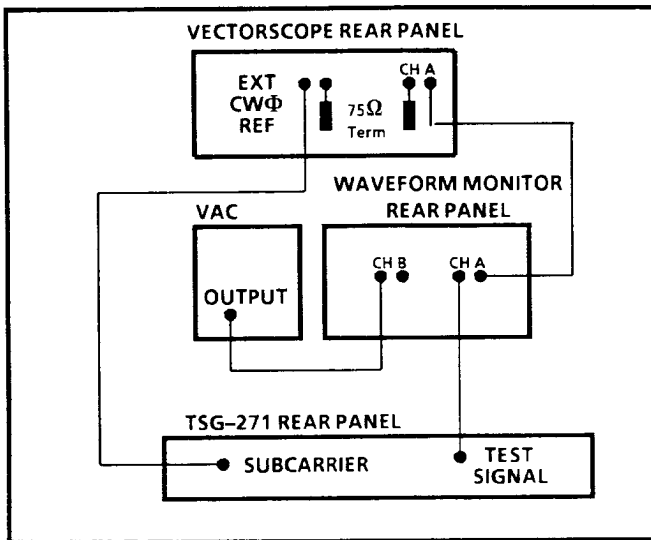 VECTORSCOPE REAR PANEL
EXT
CWΦ
REF
75Ω
Term
CH A
WAVEFORM MONITOR
REAR PANEL
VAC
CH B
CH A
OUTPUT
TSG–271 REAR PANEL
SUBCARRIER
TEST
SIGNAL